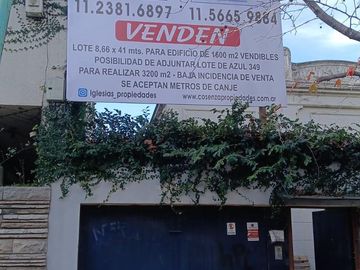 11.2381.6897 11.5665.9864
VENDEN
LOTE 8,66 x 41 mts. PARA EDIFICIO DE 1600 m2 VENDIBLES
POSIBILIDAD DE ADJUNTAR LOTE DE AZUL 349
PARA REALIZAR 3200 m2 - BAJA INCIDENCIA DE VENTA
SE ACEPTAN METROS DE CANJE
iglesias_propiedades www.cosenzapropiedades.com.ar